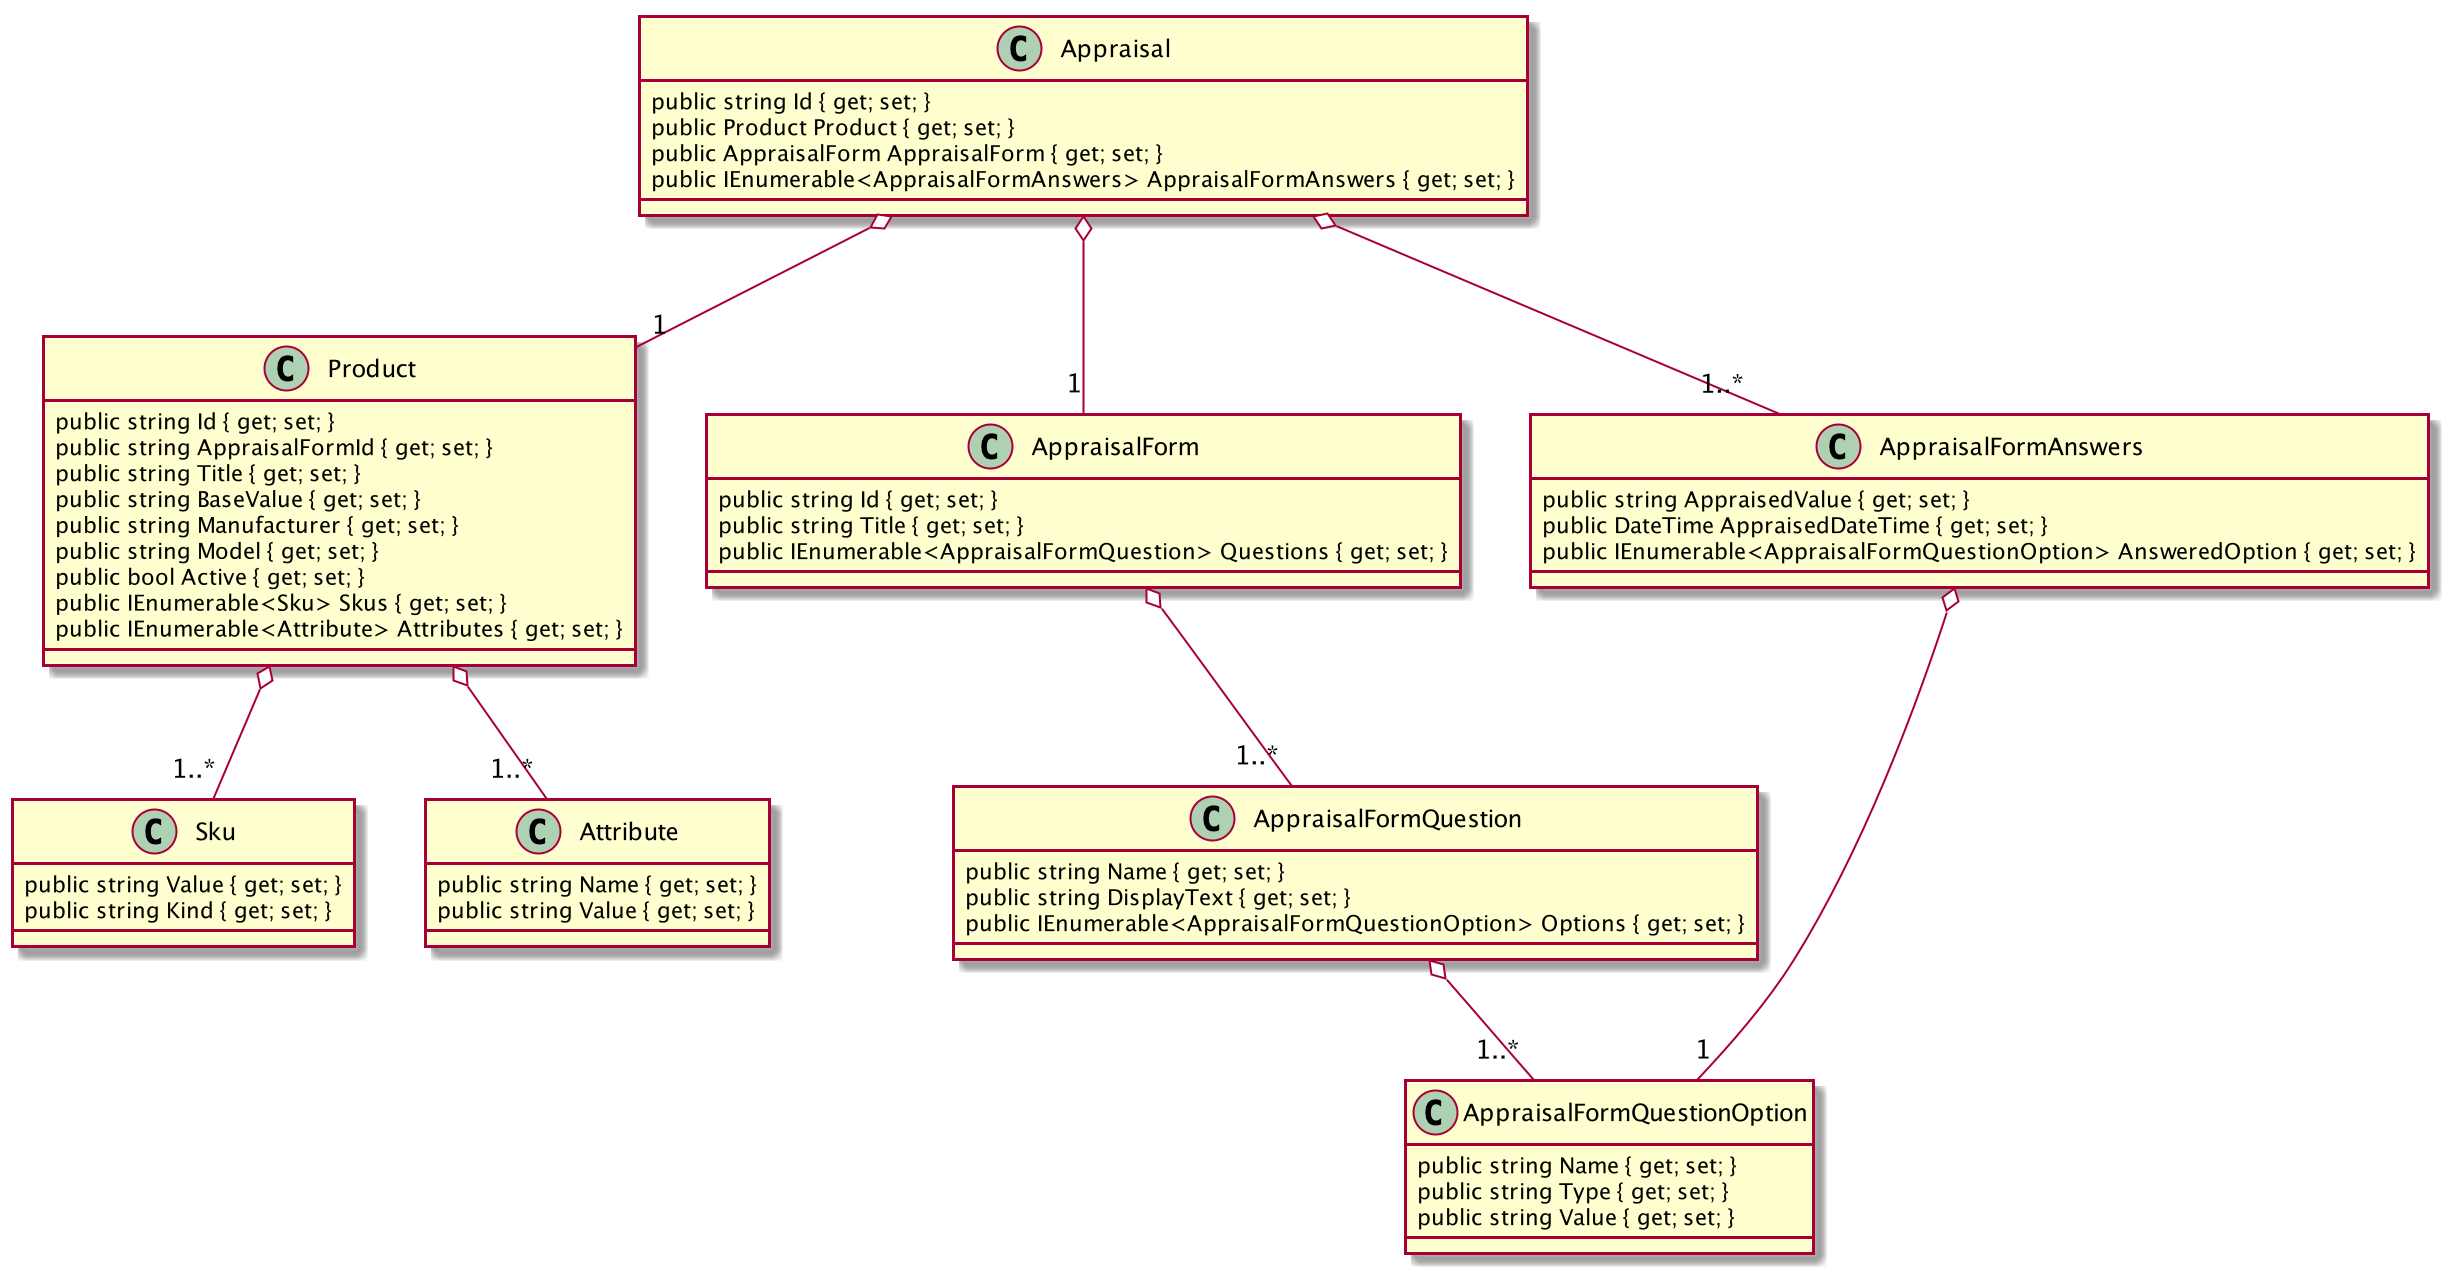 C Appraisal
public string Id { get; set; }
public Product Product { get; set; }
public AppraisalForm AppraisalForm { get; set; }
public IEnumerable<AppraisalFormAnswers> AppraisalFormAnswers { get; set; }
1
1
1..*
C Product
public string Id { get; set; }
public string AppraisalFormId { get; set; }
public string Title { get; set; }
public string BaseValue { get; set; }
public string Manufacturer { get; set; }
public string Model { get; set; }
public bool Active { get; set; }
public IEnumerable<Sku> Skus { get; set; }
public IEnumerable<Attribute> Attributes { get; set; }
C AppraisalForm
public string Id { get; set; }
public string Title { get; set; }
public IEnumerable<AppraisalFormQuestion> Questions { get; set; }
C AppraisalFormAnswers
public string AppraisedValue { get; set; }
public DateTime AppraisedDateTime { get; set; }
public IEnumerable<AppraisalFormQuestionOption> AnsweredOption { get; set; }
1..*
1..*
1..*
C Sku
public string Value { get; set; }
public string Kind { get; set; }
C Attribute
public string Name { get; set; }
public string Value { get; set; }
C AppraisalFormQuestion
public string Name { get; set; }
public string DisplayText { get; set; }
public IEnumerable<AppraisalFormQuestionOption> Options { get; set; }
1..*
1
C AppraisalFormQuestionOption
public string Name { get; set; }
public string Type { get; set; }
public string Value { get; set; }